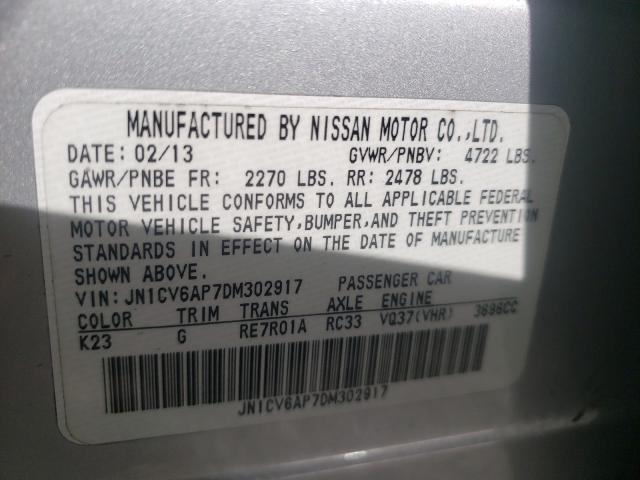 MANUFACTURED BY NISSAN MOTOR CO.,LTD.
DATE: 02/13 GVWR/PNBV: 4722 LBS.
GAWR/PNBE FR: 2270 LBS. RR: 2478 LBS.
THIS VEHICLE CONFORMS TO ALL APPLICABLE FEDERAL
MOTOR VEHICLE SAFETY,BUMPER,AND THEFT PREVENTION
STANDARDS IN EFFECT ON THE DATE OF MANUFACTURE
SHOWN ABOVE.
VIN: JN1CV6AP7DM302917 PASSENGER CAR
COLOR TRIM TRANS AXLE ENGINE
K23 G RE7R01A RC33 VQ37(VHR) 3696CC
JN1CV6AP7DM302917